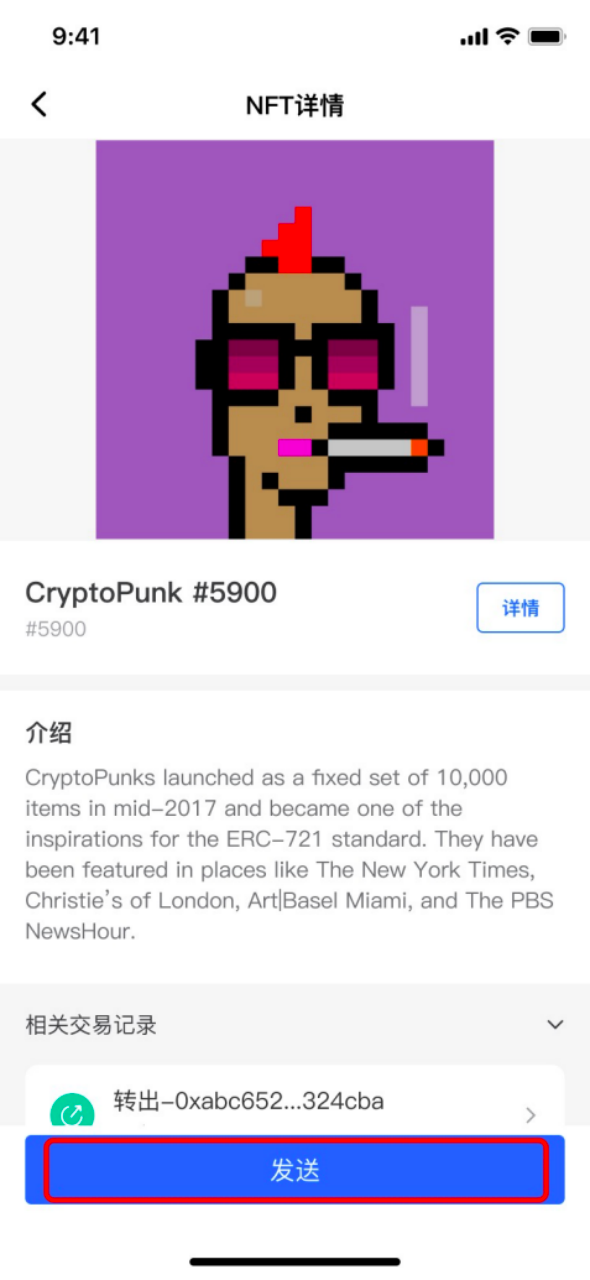 9:41
NFT详情
CryptoPunk #5900
#5900
详情
介绍
CryptoPunks launched as a fixed set of 10,000
items in mid-2017 and became one of the
inspirations for the ERC-721 standard. They have
been featured in places like The New York Times,
Christie's of London, Art|Basel Miami, and The PBS
NewsHour.
相关交易记录
转出-0xabc652...324cba
发送